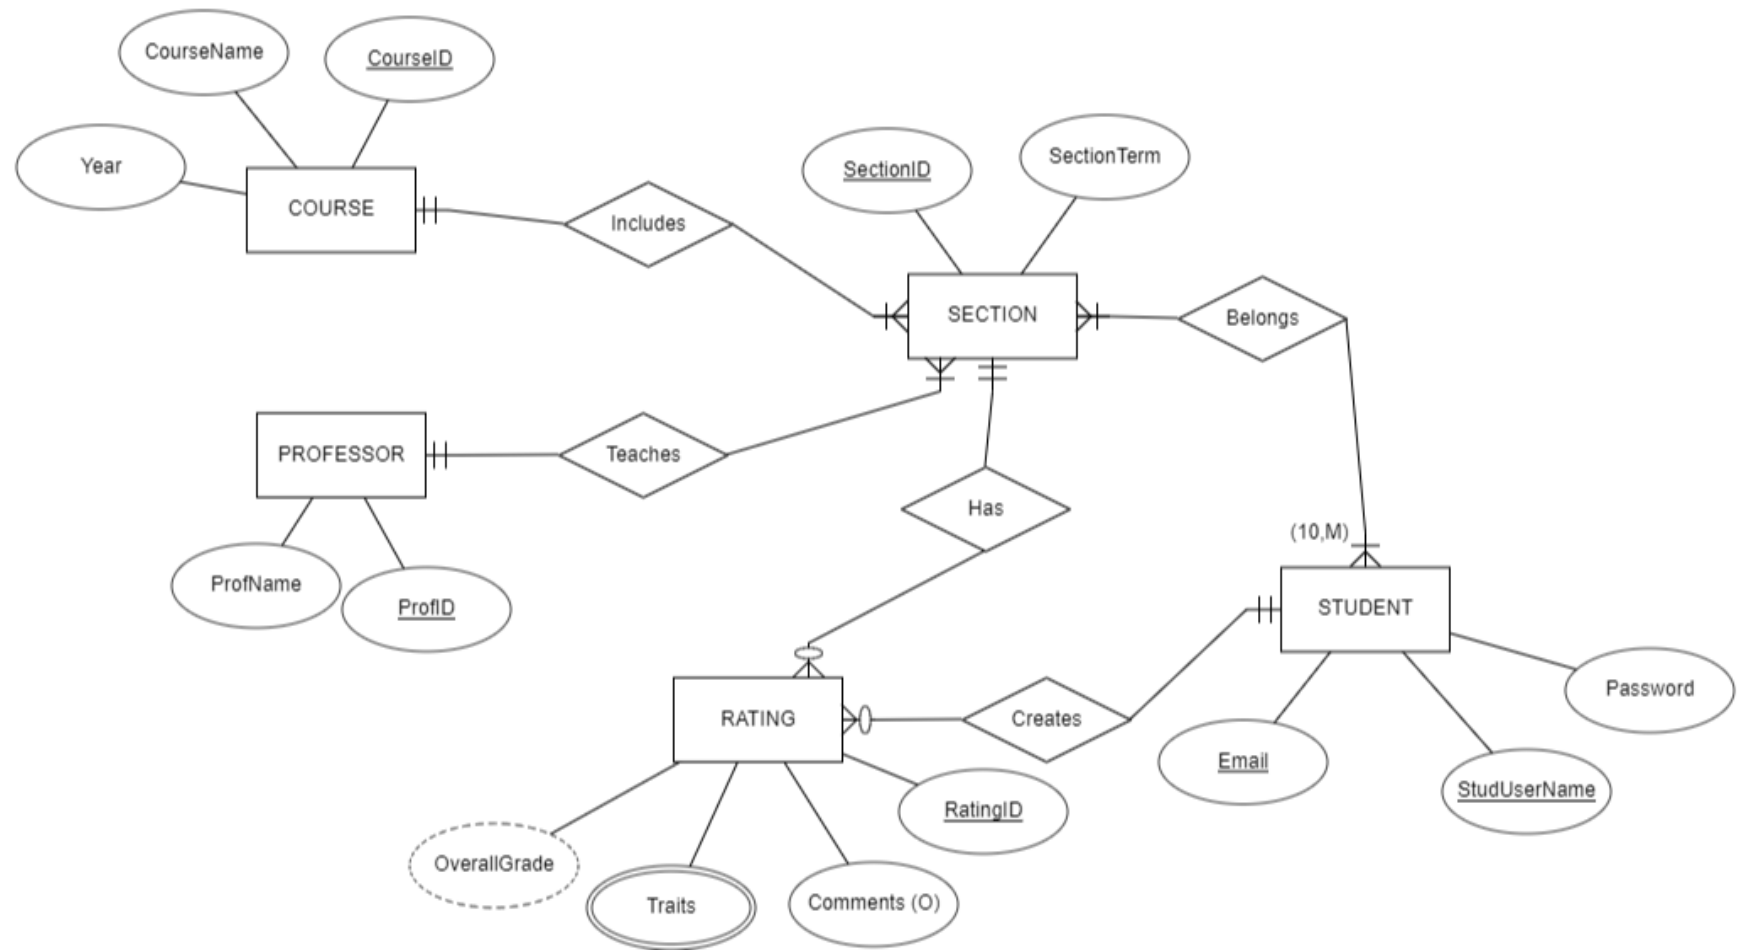 CourseName
CourseID
Year
COURSE
Includes
SectionID
SectionTerm
SECTION
Belongs
PROFESSOR
Teaches
Has
ProfName
ProfID
(10,M)
STUDENT
RATING
Creates
Password
Email
StudUserName
RatingID
OverallGrade
Traits
Comments (O)